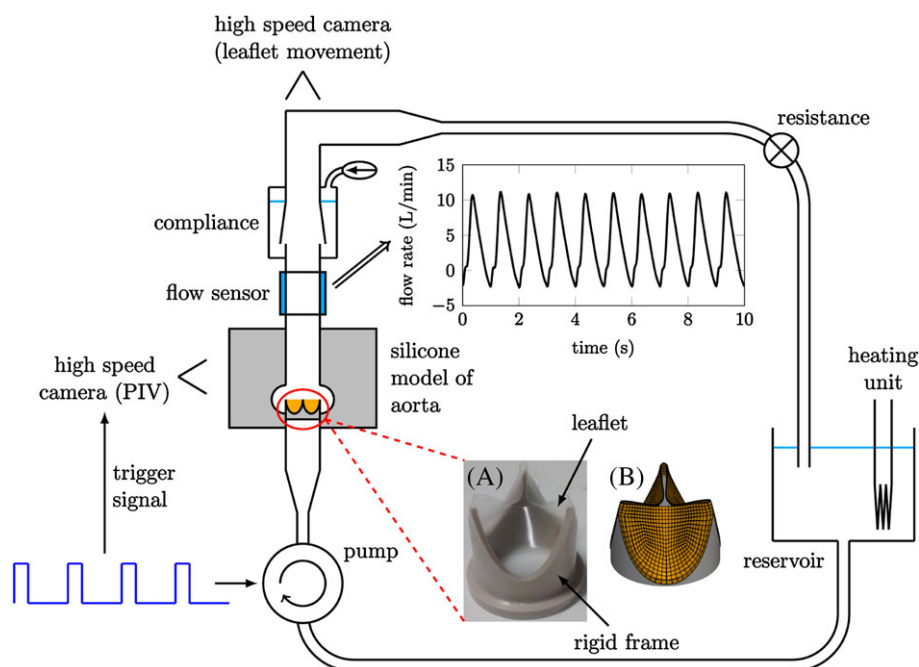 high speed camera
(leaflet movement)
resistance
compliance
flow rate (L/min)
15
10
5
0
−5
0
2
4
6
8
10
time (s)
flow sensor
high speed
camera (PIV)
silicone
model of
aorta
heating
unit
trigger
signal
leaflet
(A)
(B)
pump
reservoir
rigid frame